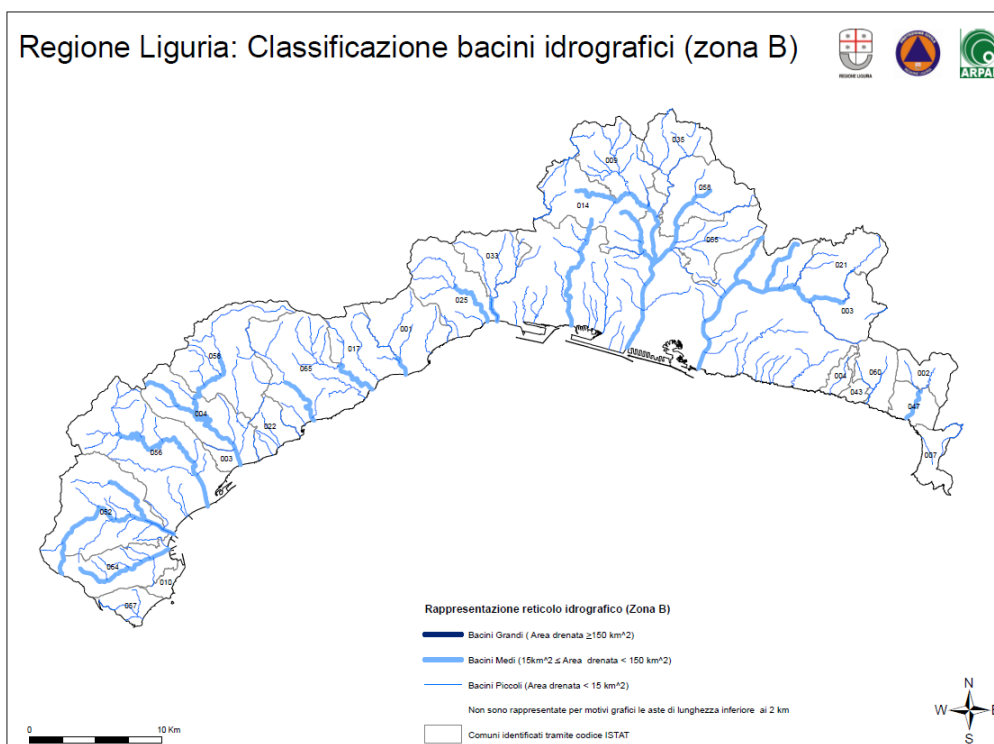 Regione Liguria: Classificazione bacini idrografici (zona B)
REGIONE LIGURIA
ARPAL
035
009
058
014
065
033
021
025
003
001
017
058
004
060
002
065
043
047
004
022
007
056
003
052
064
010
057
Rappresentazione reticolo idrografico (Zona B)
Bacini Grandi ( Area drenata ≥150 km^2)
Bacini Medi (15km^2 ≤ Area drenata < 150 km^2)
Bacini Piccoli (Area drenata < 15 km^2)
Non sono rappresentate per motivi grafici le aste di lunghezza inferiore ai 2 km
Comuni identificati tramite codice ISTAT
0 10 Km
N
W E
S